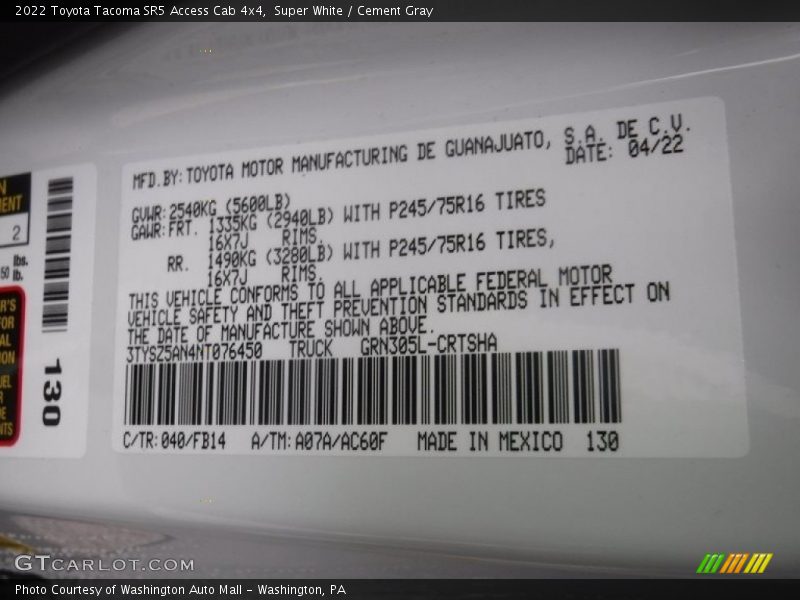 2022 Toyota Tacoma SR5 Access Cab 4x4, Super White / Cement Gray
MFD.BY:TOYOTA MOTOR MANUFACTURING DE GUANAJUATO, S.A. DE C.V.
DATE: 04/22
GVWR:2540KG (5600LB)
GAWR:FRT. 1335KG (2940LB) WITH P245/75R16 TIRES
16X7J RIMS.
RR. 1490KG (3280LB) WITH P245/75R16 TIRES,
16X7J RIMS.
THIS VEHICLE CONFORMS TO ALL APPLICABLE FEDERAL MOTOR
VEHICLE SAFETY AND THEFT PREVENTION STANDARDS IN EFFECT ON
THE DATE OF MANUFACTURE SHOWN ABOVE.
3TYSZ5AN4NT076450 TRUCK GRN305L-CRTSHA
C/TR:040/FB14 A/TM:A07A/AC60F MADE IN MEXICO 130
2
lbs.
50 lb.
130
GTCARLOT.COM
Photo Courtesy of Washington Auto Mall - Washington, PA